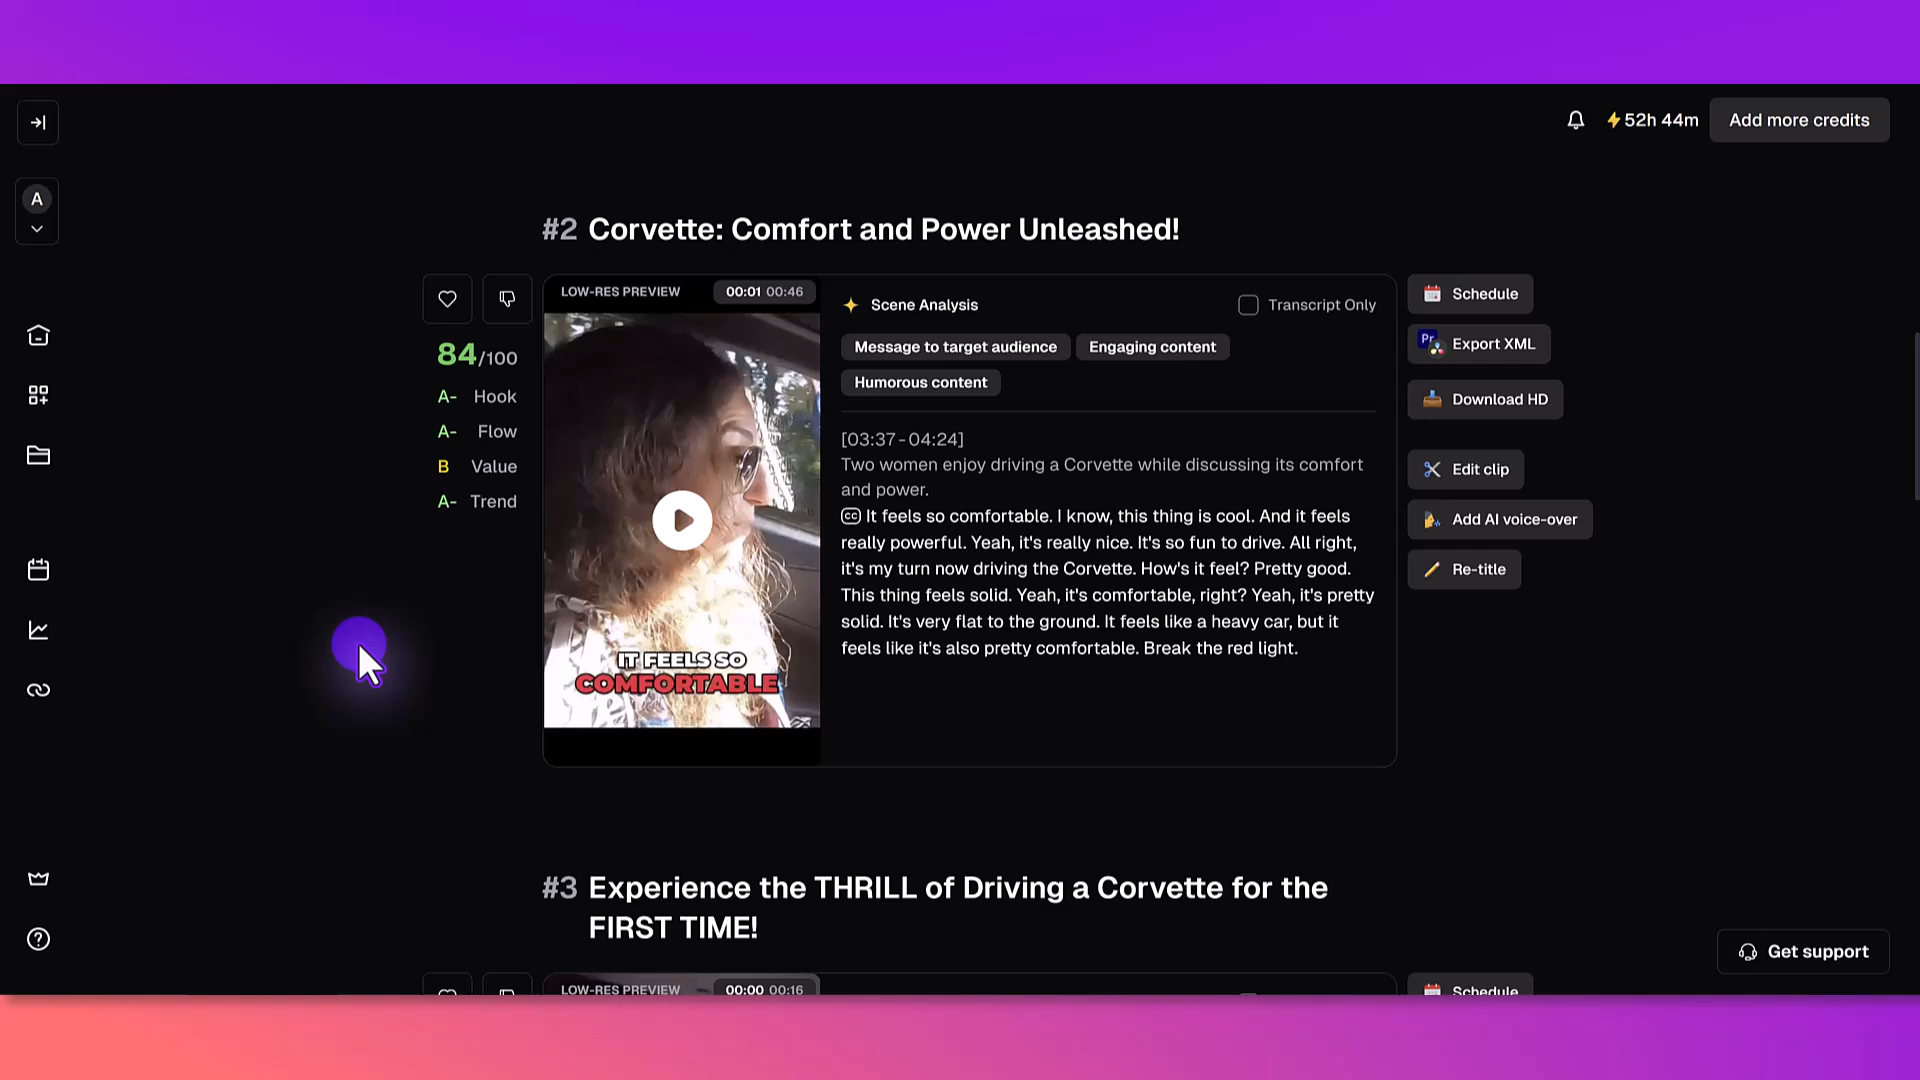 52h 44m
Add more credits
A
#2 Corvette: Comfort and Power Unleashed!
84/100
A- Hook
A- Flow
B Value
A- Trend
LOW-RES PREVIEW
00:01 00:46
IT FEELS SO
COMFORTABLE
Scene Analysis
Transcript Only
Message to target audience
Engaging content
Humorous content
[03:37-04:24]
Two women enjoy driving a Corvette while discussing its comfort
and power.
CC It feels so comfortable. I know, this thing is cool. And it feels
really powerful. Yeah, it's really nice. It's so fun to drive. All right,
it's my turn now driving the Corvette. How's it feel? Pretty good.
This thing feels solid. Yeah, it's comfortable, right? Yeah, it's pretty
solid. It's very flat to the ground. It feels like a heavy car, but it
feels like it's also pretty comfortable. Break the red light.
Schedule
Pr Export XML
Download HD
Edit clip
Add AI voice-over
Re-title
#3 Experience the THRILL of Driving a Corvette for the
FIRST TIME!
LOW-RES PREVIEW
00:00 00:16
Schedule
Get support